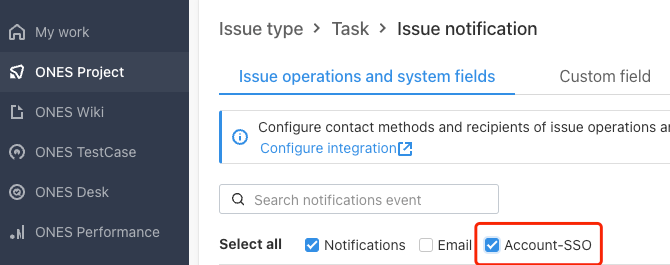 My work
ONES Project
ONES Wiki
ONES TestCase
ONES Desk
ONES Performance
Issue type > Task > Issue notification
Issue operations and system fields
Custom field
Configure contact methods and recipients of issue operations
Configure integration
Search notifications event
Select all Notifications Email Account-SSO